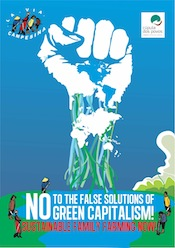 LA VIA
CAMPESINA
NO TO THE FALSE SOLUTIONS OF
GREEN CAPITALISM!
SUSTAINABLE FAMILY FARMING NOW!